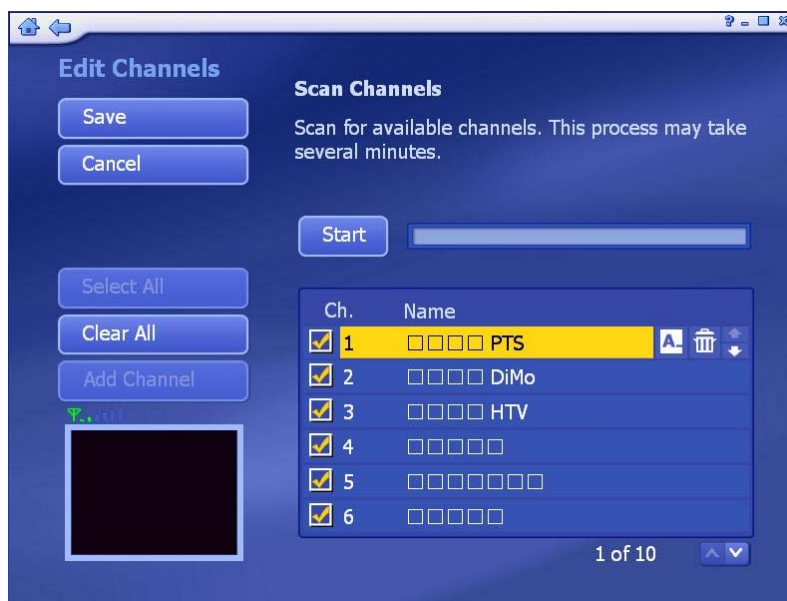 Edit Channels
Save
Cancel
Select All
Clear All
Add Channel
Scan Channels
Scan for available channels. This process may take
several minutes.
Start
Ch. Name
1 □□□□ PTS
2 □□□□ DiMo
3 □□□□ HTV
4 □□□□□
5 □□□□□□□
6 □□□□□
1 of 10